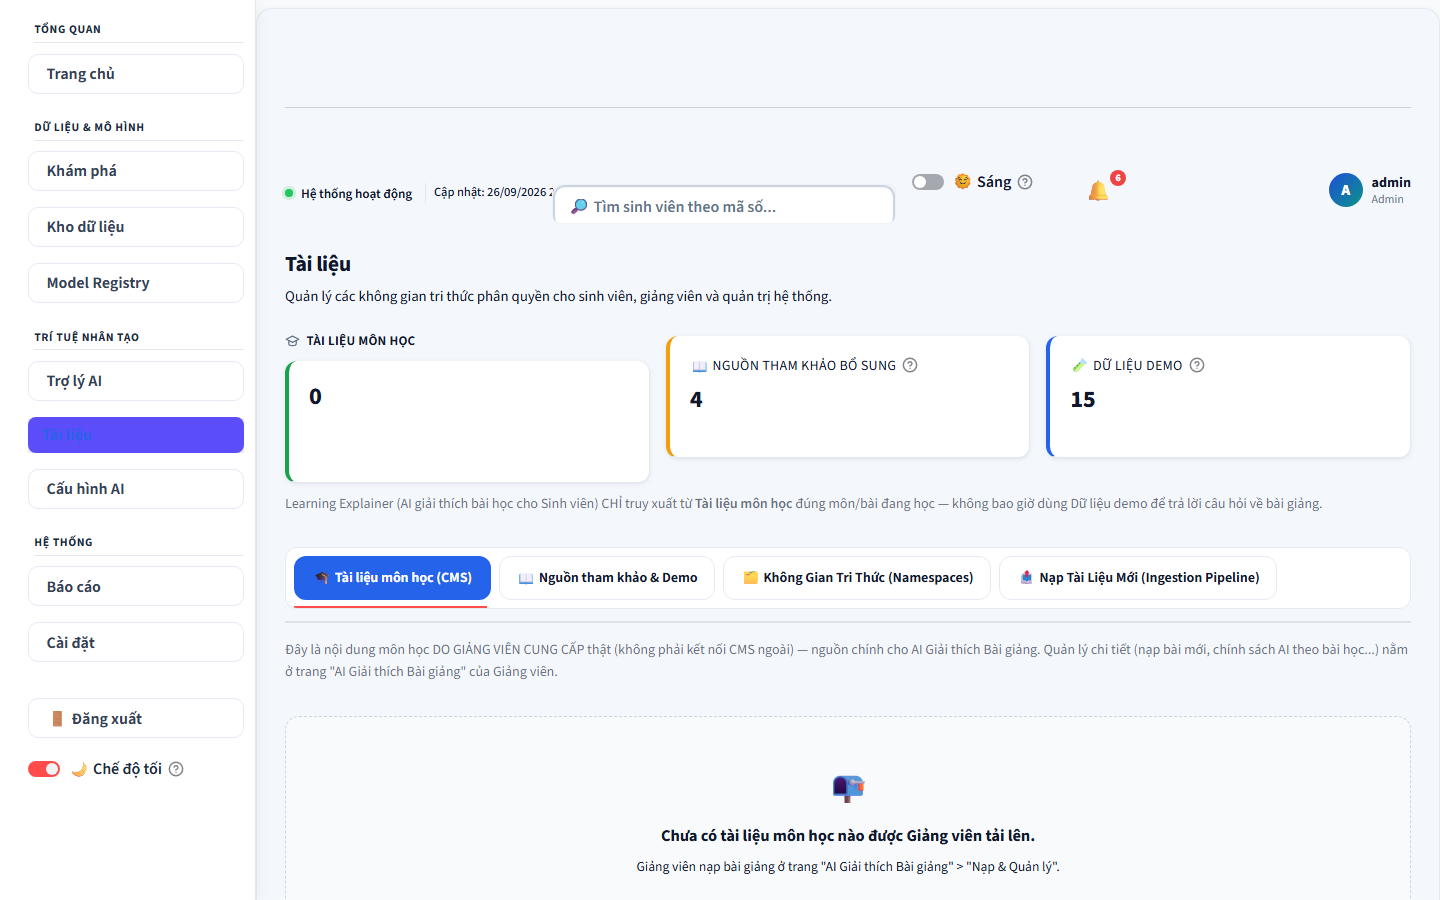 TỔNG QUAN
Trang chủ
DỮ LIỆU & MÔ HÌNH
Khám phá
Kho dữ liệu
Model Registry
TRÍ TUỆ NHÂN TẠO
Trợ lý AI
Tài liệu
Cấu hình AI
HỆ THỐNG
Báo cáo
Cài đặt
Đăng xuất
Chế độ tối
Hệ thống hoạt động
Cập nhật: 26/09/2026
Tìm sinh viên theo mã số...
Sáng
6
A
admin
Admin
Tài liệu
Quản lý các không gian tri thức phân quyền cho sinh viên, giảng viên và quản trị hệ thống.
TÀI LIỆU MÔN HỌC
0
NGUỒN THAM KHẢO BỔ SUNG
4
DỮ LIỆU DEMO
15
Learning Explainer (AI giải thích bài học cho Sinh viên) CHỈ truy xuất từ Tài liệu môn học đúng môn/bài đang học — không bao giờ dùng Dữ liệu demo để trả lời câu hỏi về bài giảng.
Tài liệu môn học (CMS)
Nguồn tham khảo & Demo
Không Gian Tri Thức (Namespaces)
Nạp Tài Liệu Mới (Ingestion Pipeline)
Đây là nội dung môn học DO GIẢNG VIÊN CUNG CẤP thật (không phải kết nối CMS ngoài) — nguồn chính cho AI Giải thích Bài giảng. Quản lý chi tiết (nạp bài mới, chính sách AI theo bài học...) nằm
ở trang "AI Giải thích Bài giảng" của Giảng viên.
Chưa có tài liệu môn học nào được Giảng viên tải lên.
Giảng viên nạp bài giảng ở trang "AI Giải thích Bài giảng" > "Nạp & Quản lý".